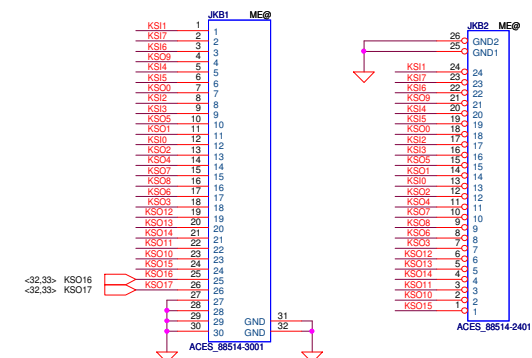 JKB1 ME@
KSI1 1 1
KSI7 2 2
KSI6 3 3
KSO9 4 4
KSI4 5 5
KSI5 6 6
KSO0 7 7
KSI2 8 8
KSI3 9 9
KSO5 10 10
KSO1 11 11
KSI0 12 12
KSO2 13 13
KSO4 14 14
KSO7 15 15
KSO8 16 16
KSO6 17 17
KSO3 18 18
KSO12 19 19
KSO13 20 20
KSO14 21 21
KSO11 22 22
KSO10 23 23
KSO15 24 24
<32,33> KSO16 KSO16 25 25
<32,33> KSO17 KSO17 26 26
27 27
28 28
29 29 GND 31
30 30 GND 32
ACES_88514-3001
JKB2 ME@
26 GND2
25 GND1
KSI1 24 24
KSI7 23 23
KSI6 22 22
KSO9 21 21
KSI4 20 20
KSI5 19 19
KSO0 18 18
KSI2 17 17
KSI3 16 16
KSO5 15 15
KSO1 14 14
KSI0 13 13
KSO2 12 12
KSO4 11 11
KSO7 10 10
KSO8 9 9
KSO6 8 8
KSO3 7 7
KSO12 6 6
KSO13 5 5
KSO14 4 4
KSO11 3 3
KSO10 2 2
KSO15 1 1
ACES_88514-2401